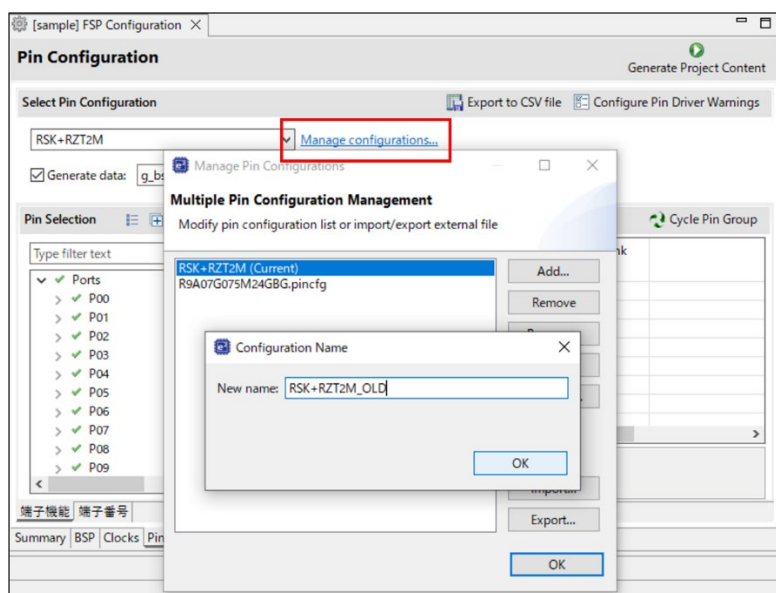 [sample] FSP Configuration
Pin Configuration
Generate Project Content
Select Pin Configuration
Export to CSV file
Configure Pin Driver Warnings
RSK+RZT2M
Manage configurations...
Generate data:
Manage Pin Configurations
Multiple Pin Configuration Management
Modify pin configuration list or import/export external file
Pin Selection
Cycle Pin Group
Type filter text
RSK+RZT2M (Current)
R9A07G075M24GBG.pincfg
Add...
Remove
Ports
P00
P01
P02
P03
P04
P05
P06
P07
P08
P09
Configuration Name
New name:
RSK+RZT2M_OLD
OK
Export...
OK
端子機能
端子番号
Summary
BSP
Clocks